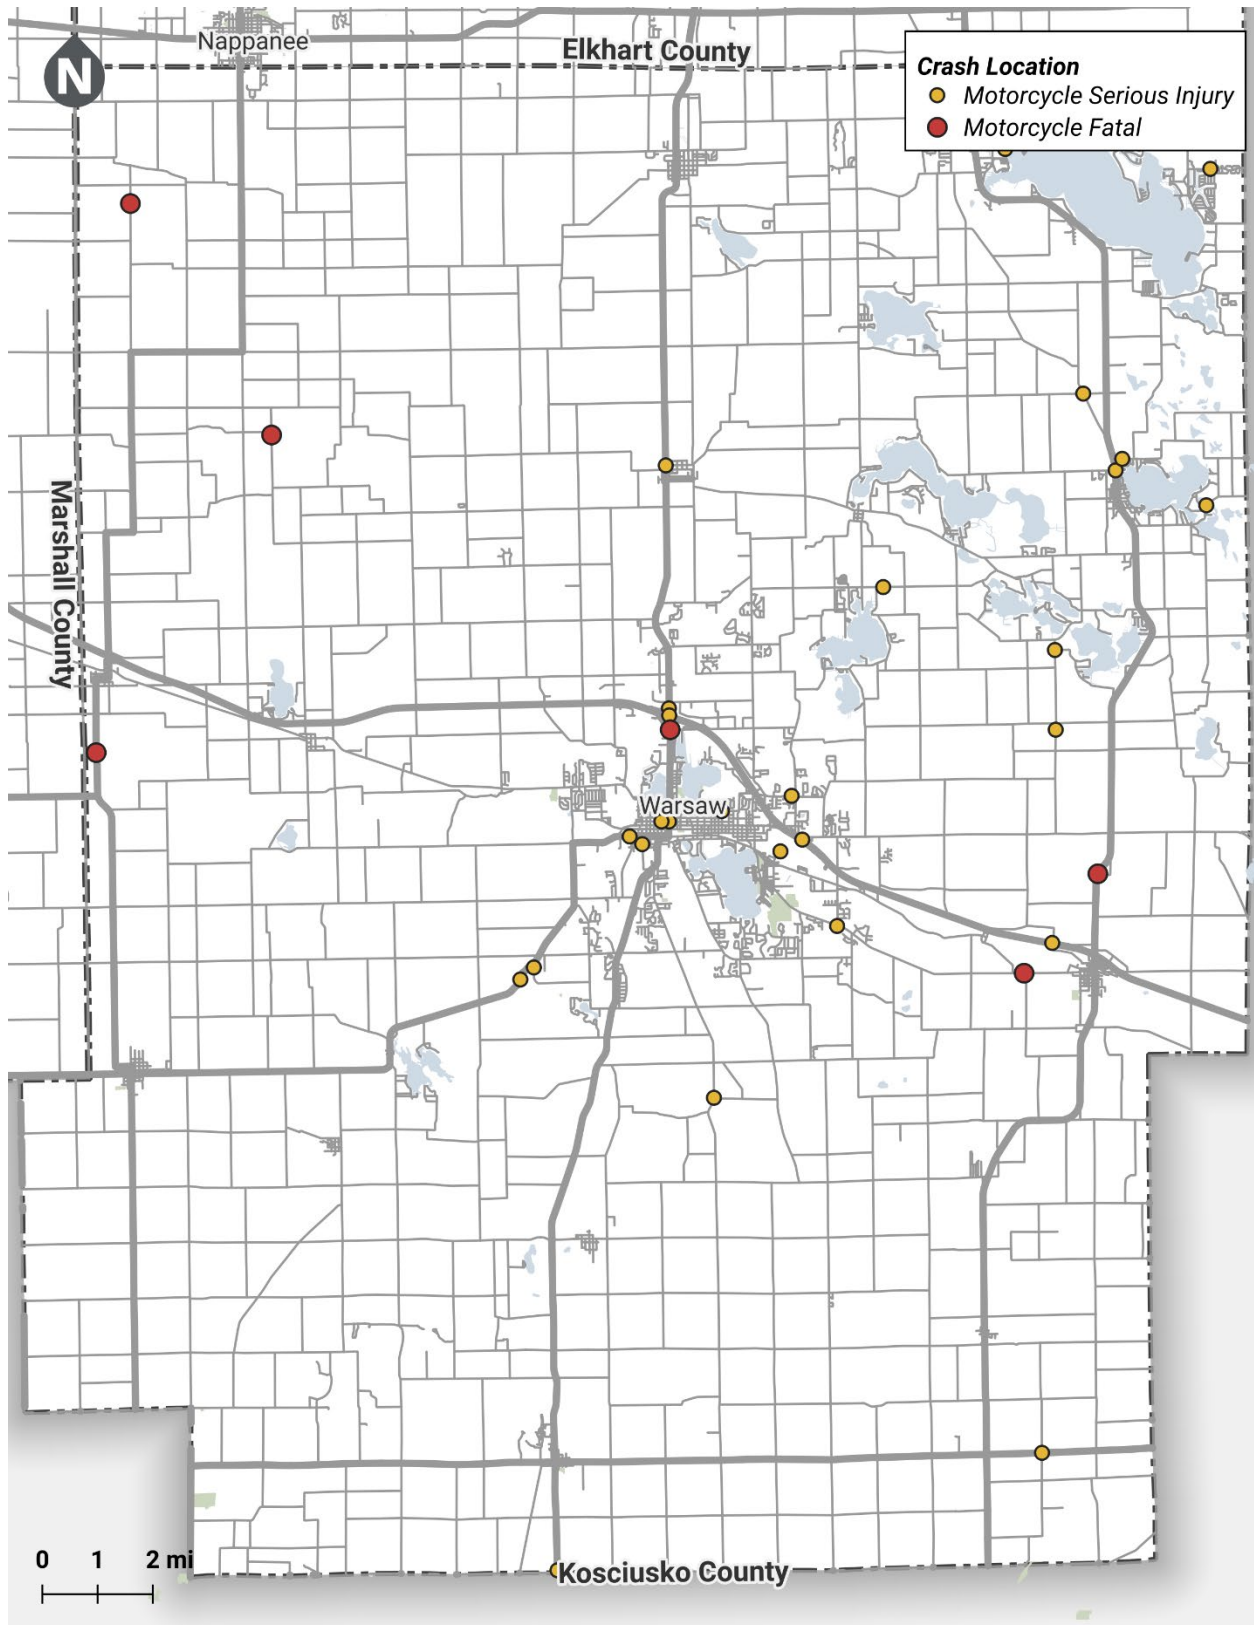 Nappanee
Elkhart County
N
Crash Location
Motorcycle Serious Injury
Motorcycle Fatal
Marshall County
Warsaw
0 1 2 mi
Kosciusko County